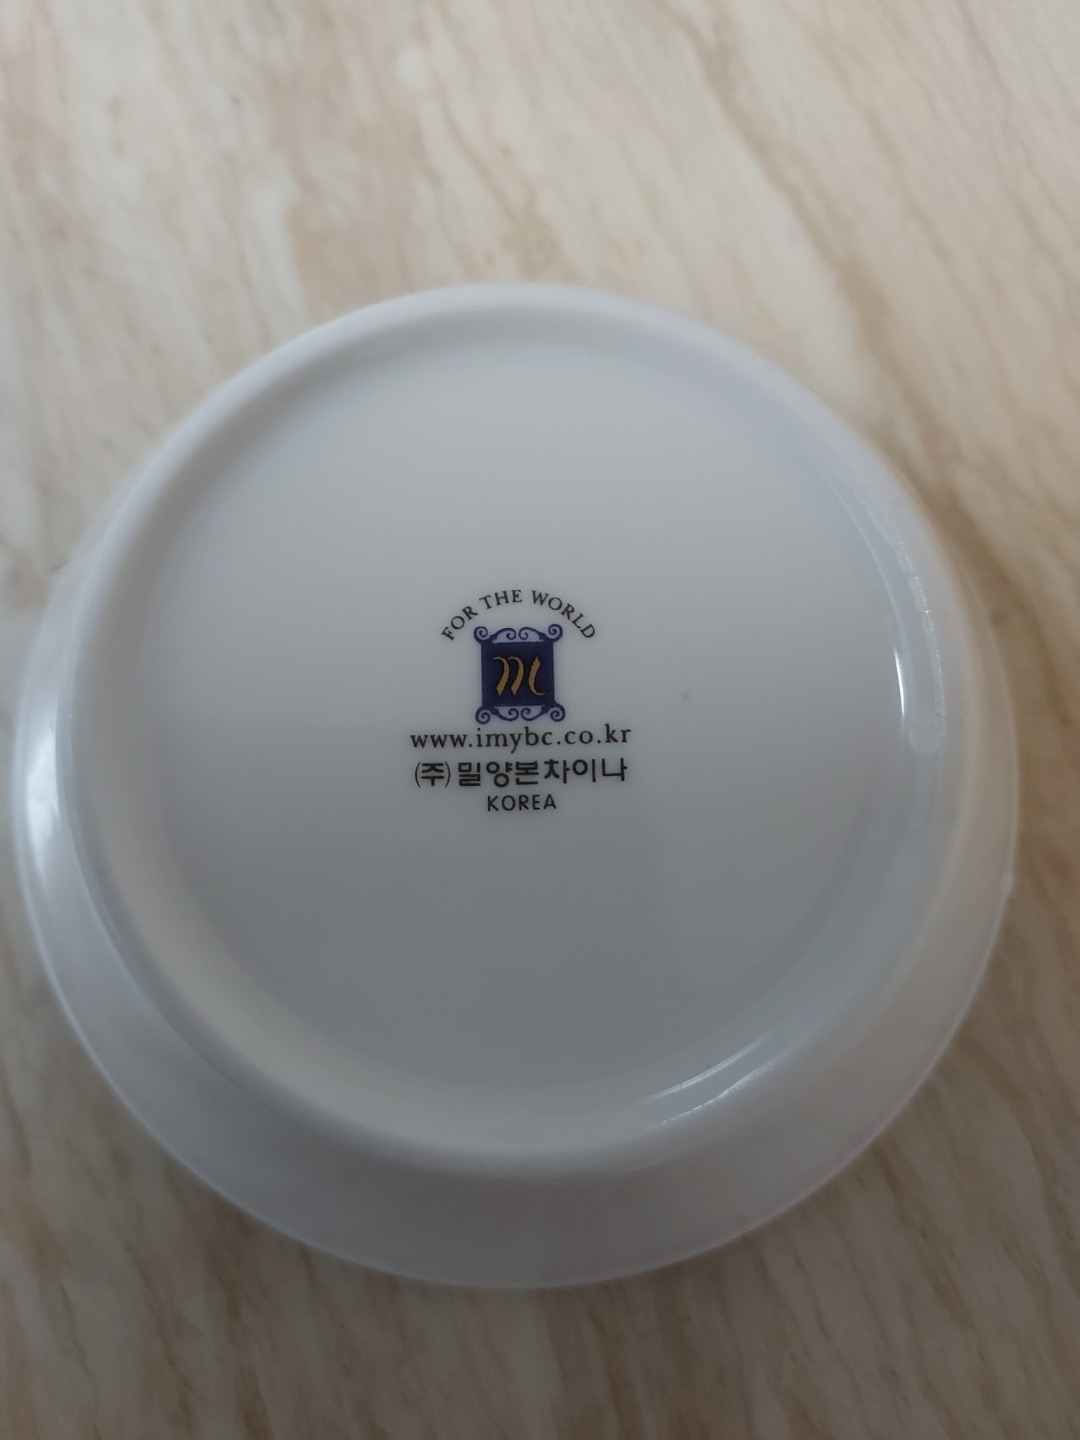 FOR THE WORLD
m
www.imybc.co.kr
(주)밀양본차이나
KOREA